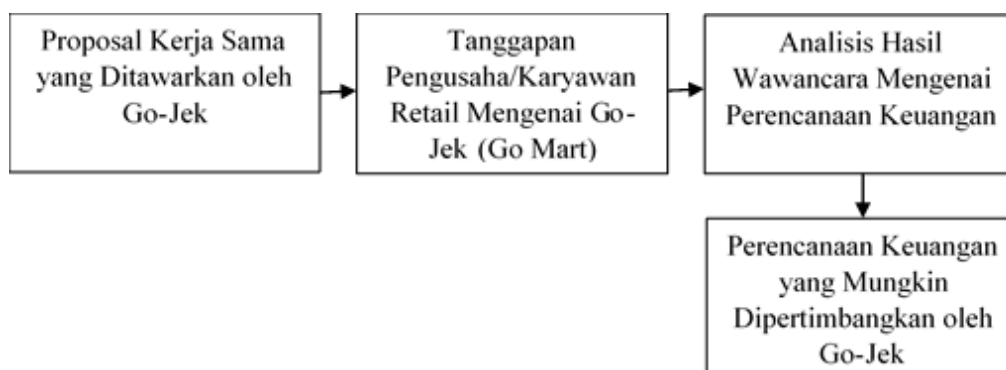 Proposal Kerja Sama
yang Ditawarkan oleh
Go-Jek
Tanggapan
Pengusaha/Karyawan
Retail Mengenai Go-
Jek (Go Mart)
Analisis Hasil
Wawancara Mengenai
Perencanaan Keuangan
Perencanaan Keuangan
yang Mungkin
Dipertimbangkan oleh
Go-Jek